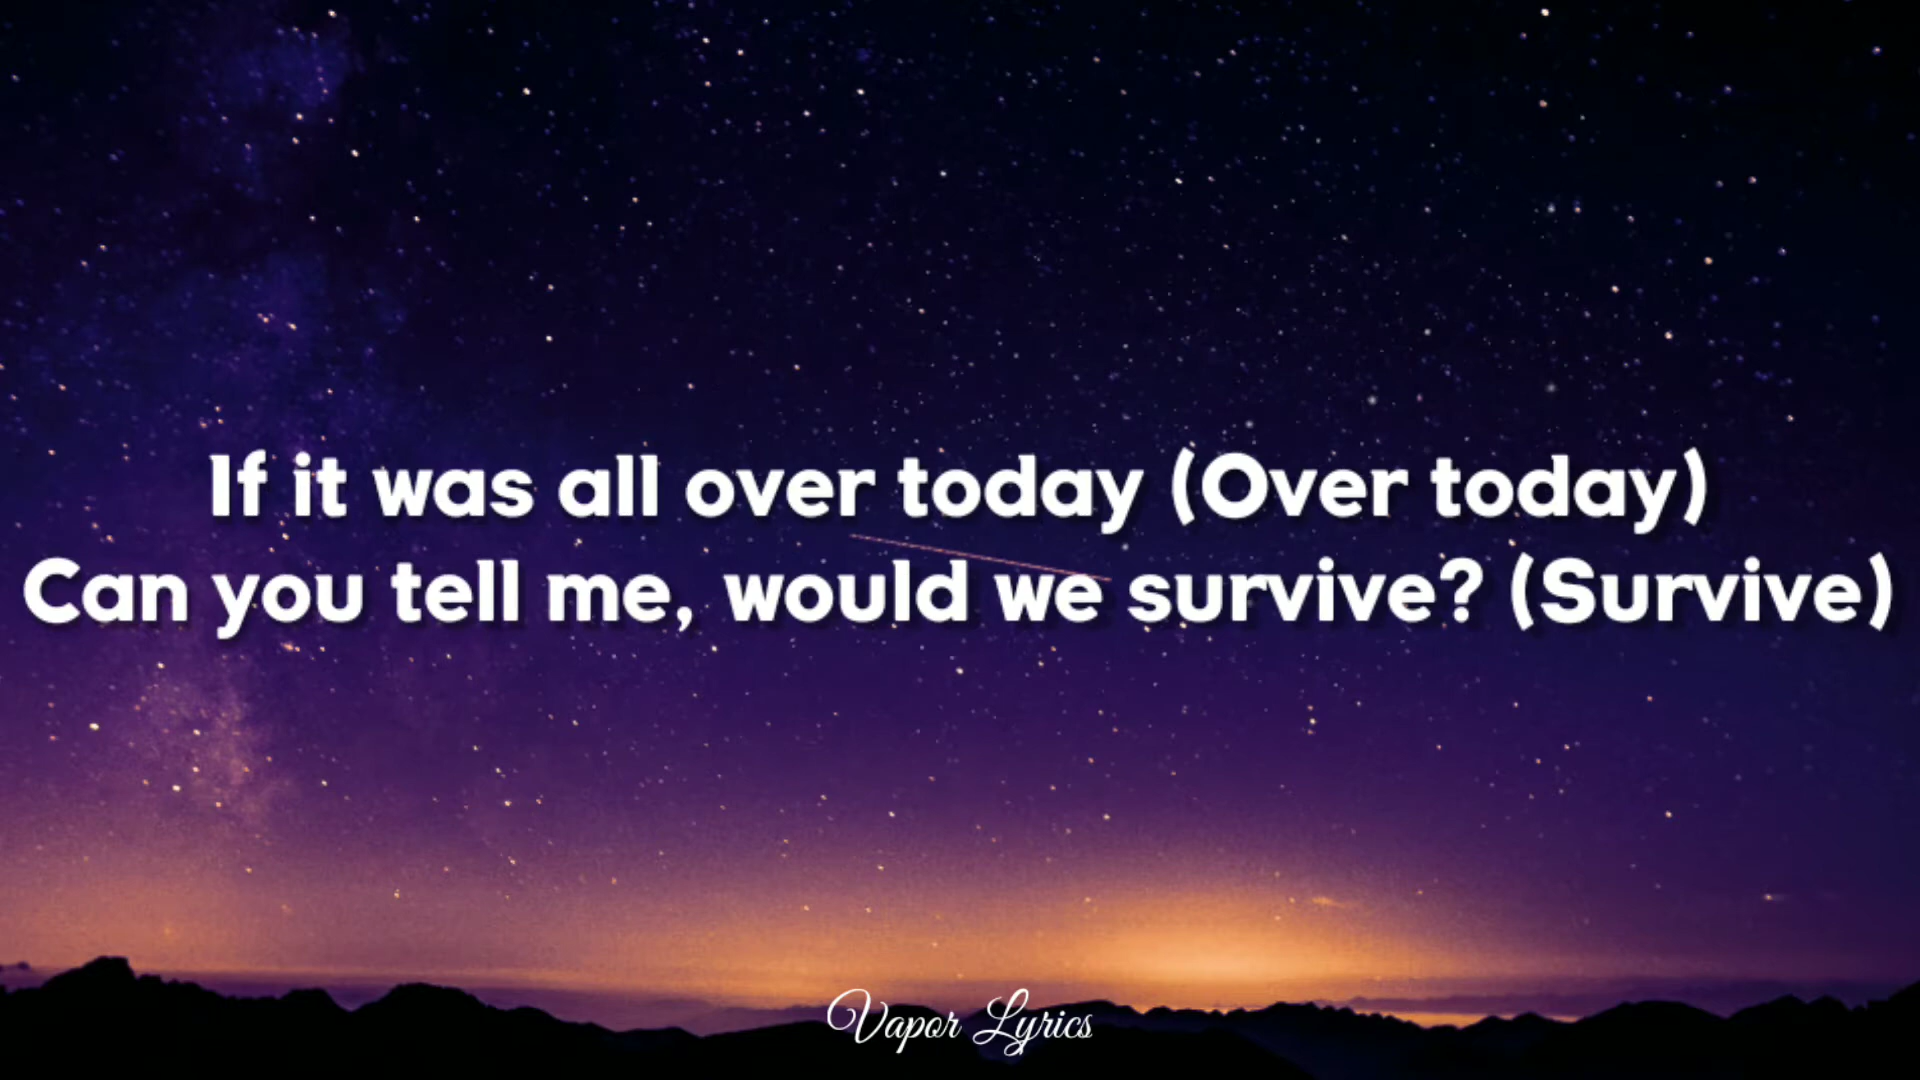 If it was all over today (Over today)
Can you tell me, would we survive? (Survive)
Vapor Lyrics